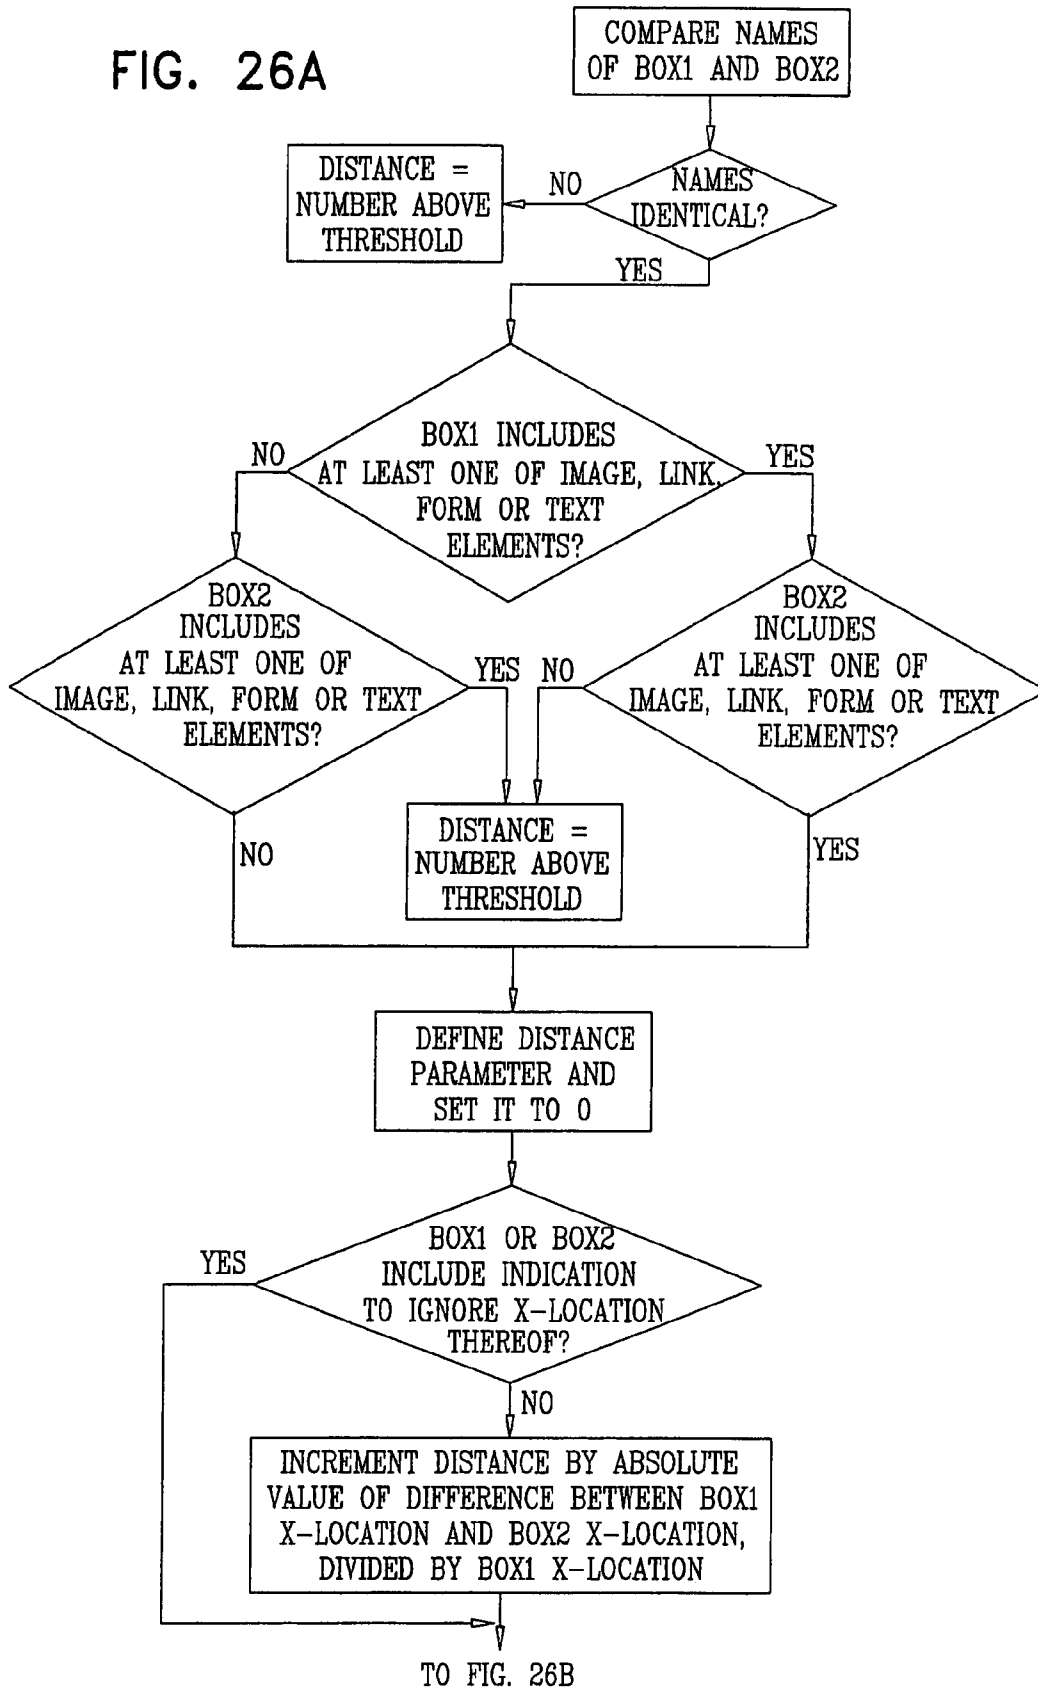 FIG. 26A
COMPARE NAMES
OF BOX1 AND BOX2
NAMES
IDENTICAL?
NO
DISTANCE =
NUMBER ABOVE
THRESHOLD
YES
BOX1 INCLUDES
AT LEAST ONE OF IMAGE, LINK,
FORM OR TEXT
ELEMENTS?
NO
YES
BOX2
INCLUDES
AT LEAST ONE OF
IMAGE, LINK, FORM OR TEXT
ELEMENTS?
YES
NO
BOX2
INCLUDES
AT LEAST ONE OF
IMAGE, LINK, FORM OR TEXT
ELEMENTS?
DISTANCE =
NUMBER ABOVE
THRESHOLD
NO
YES
DEFINE DISTANCE
PARAMETER AND
SET IT TO 0
BOX1 OR BOX2
INCLUDE INDICATION
TO IGNORE X-LOCATION
THEREOF?
YES
NO
INCREMENT DISTANCE BY ABSOLUTE
VALUE OF DIFFERENCE BETWEEN BOX1
X-LOCATION AND BOX2 X-LOCATION,
DIVIDED BY BOX1 X-LOCATION
TO FIG. 26B